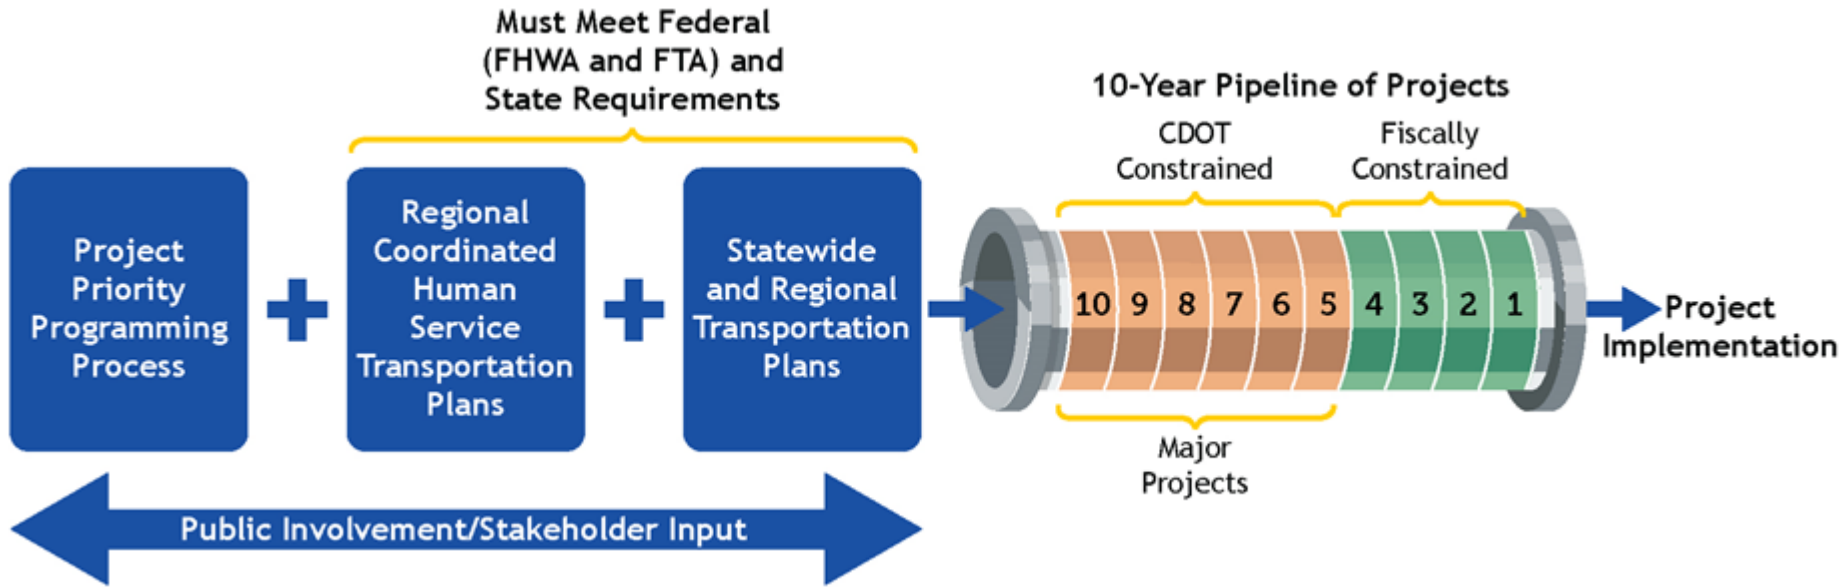 Must Meet Federal
(FHWA and FTA) and
State Requirements
Project
Priority
Programming
Process
Regional
Coordinated
Human
Service
Transportation
Plans
Statewide
and Regional
Transportation
Plans
Public Involvement/Stakeholder Input
10-Year Pipeline of Projects
CDOT
Constrained
Fiscally
Constrained
10 9 8 7 6 5 4 3 2 1
Major
Projects
Project
Implementation